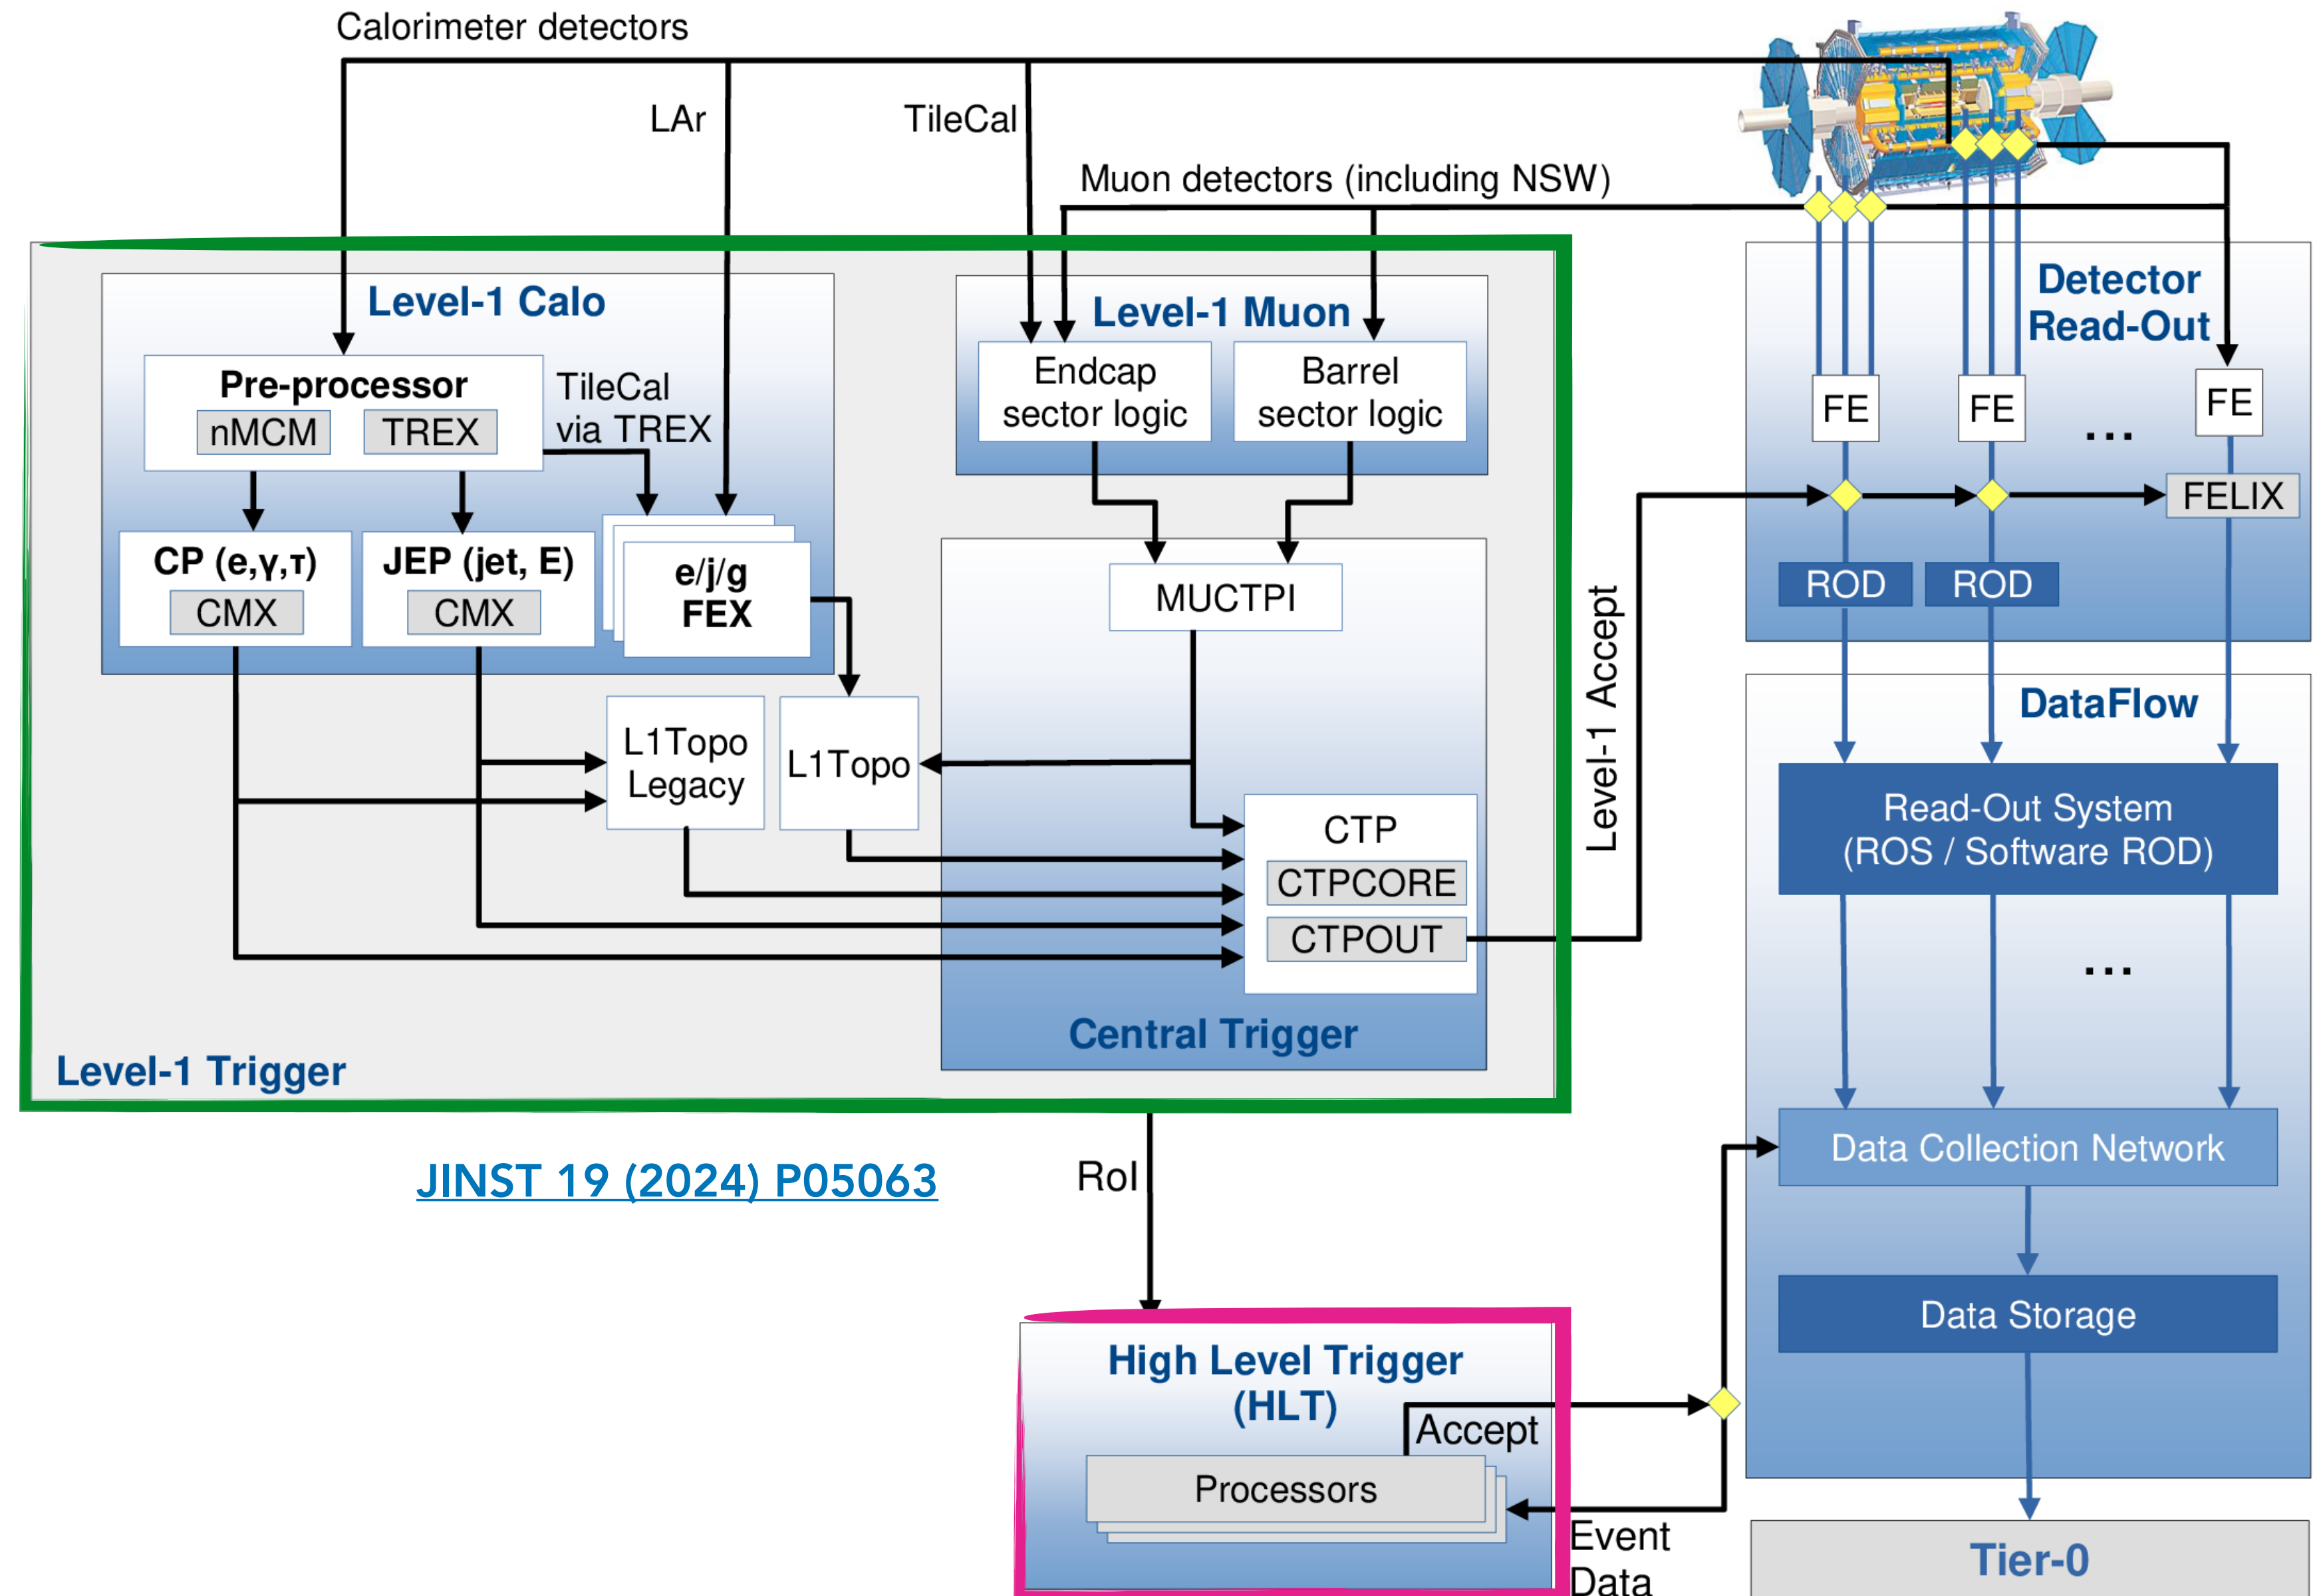 Calorimeter detectors
LAr
TileCal
Muon detectors (including NSW)
Level-1 Calo
Pre-processor
nMCM
TREX
TileCal
via TREX
CP (e,γ,τ)
CMX
JEP (jet, E)
CMX
e/j/g
FEX
Level-1 Muon
Endcap
sector logic
Barrel
sector logic
MUCTPI
L1Topo
Legacy
L1Topo
CTP
CTPCORE
CTPOUT
Central Trigger
Level-1 Trigger
Level-1 Accept
Detector
Read-Out
FE
FE
...
FE
FELIX
ROD
ROD
DataFlow
Read-Out System
(ROS / Software ROD)
...
Data Collection Network
Data Storage
Tier-0
JINST 19 (2024) P05063
RoI
High Level Trigger
(HLT)
Accept
Processors
Event
Data